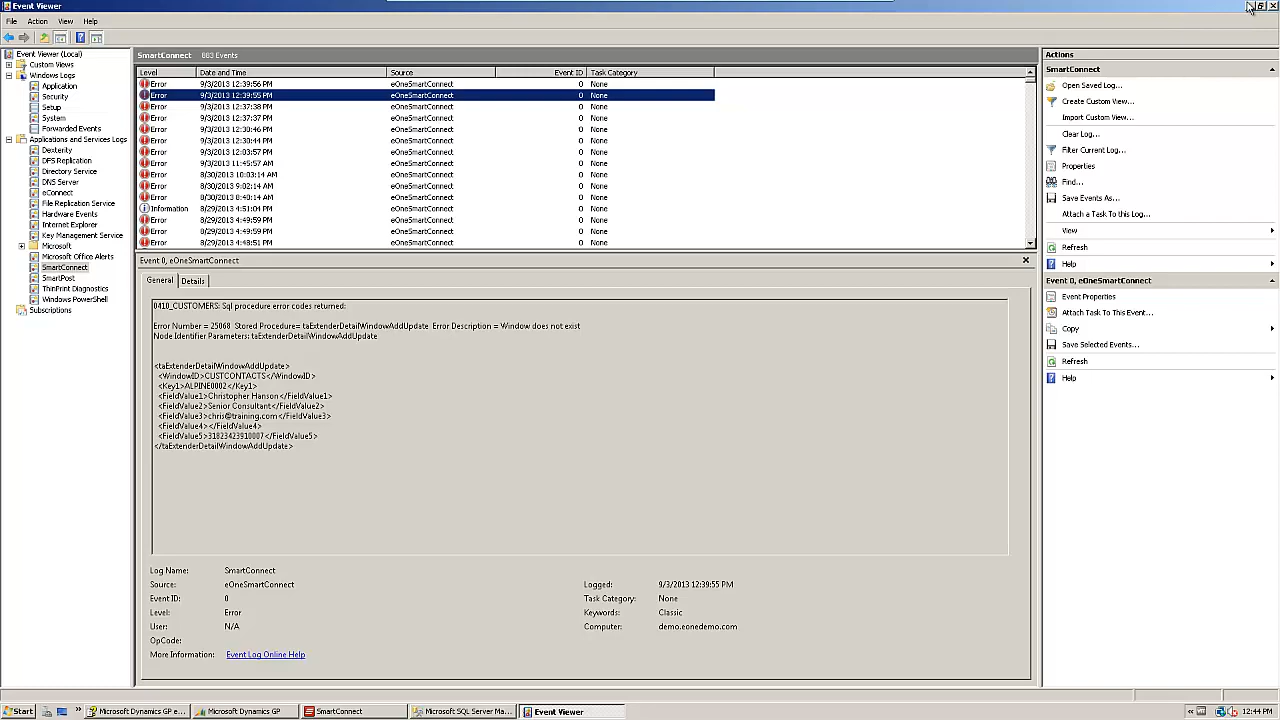 Event Viewer
File Action View Help
Event Viewer (Local)
Custom Views
Windows Logs
Application
Security
Setup
System
Forwarded Events
Applications and Services Logs
Dexterity
DFS Replication
Directory Service
DNS Server
eConnect
File Replication Service
Hardware Events
Internet Explorer
Key Management Service
Microsoft
Microsoft Office Alerts
SmartConnect
SmartPost
ThinPrint Diagnostics
Windows PowerShell
Subscriptions
SmartConnect 883 Events
Level Date and Time Source Event ID Task Category
Error 9/3/2013 12:39:56 PM eOneSmartConnect 0 None
Error 9/3/2013 12:39:55 PM eOneSmartConnect 0 None
Error 9/3/2013 12:37:38 PM eOneSmartConnect 0 None
Error 9/3/2013 12:37:37 PM eOneSmartConnect 0 None
Error 9/3/2013 12:30:46 PM eOneSmartConnect 0 None
Error 9/3/2013 12:30:44 PM eOneSmartConnect 0 None
Error 9/3/2013 12:03:57 PM eOneSmartConnect 0 None
Error 9/3/2013 11:45:57 AM eOneSmartConnect 0 None
Error 8/30/2013 10:03:14 AM eOneSmartConnect 0 None
Error 8/30/2013 9:02:14 AM eOneSmartConnect 0 None
Error 8/30/2013 8:40:14 AM eOneSmartConnect 0 None
Information 8/29/2013 4:51:04 PM eOneSmartConnect 0 None
Error 8/29/2013 4:49:59 PM eOneSmartConnect 0 None
Error 8/29/2013 4:49:59 PM eOneSmartConnect 0 None
Error 8/29/2013 4:48:51 PM eOneSmartConnect 0 None
Event 0, eOneSmartConnect
General Details
0410_CUSTOMERS: Sql procedure error codes returned:
Error Number = 25068 Stored Procedure= taExtenderDetailWindowAddUpdate Error Description = Window does not exist
Node Identifier Parameters: taExtenderDetailWindowAddUpdate
<taExtenderDetailWindowAddUpdate>
<WindowID>CUSTCONTACTS</WindowID>
<Key1>ALPINE0002</Key1>
<FieldValue1>Christopher Hanson</FieldValue1>
<FieldValue2>Senior Consultant</FieldValue2>
<FieldValue3>chris@training.com</FieldValue3>
<FieldValue4></FieldValue4>
<FieldValue5>31823423910007</FieldValue5>
</taExtenderDetailWindowAddUpdate>
Log Name: SmartConnect
Source: eOneSmartConnect Logged: 9/3/2013 12:39:55 PM
Event ID: 0 Task Category: None
Level: Error Keywords: Classic
User: N/A Computer: demo.eonedemo.com
OpCode:
More Information: Event Log Online Help
Actions
SmartConnect
Open Saved Log...
Create Custom View...
Import Custom View...
Clear Log...
Filter Current Log...
Properties
Find...
Save Events As...
Attach a Task To this Log...
View
Refresh
Help
Event 0, eOneSmartConnect
Event Properties
Attach Task To This Event...
Copy
Save Selected Events...
Refresh
Help
Start Microsoft Dynamics GP e... Microsoft Dynamics GP SmartConnect Microsoft SQL Server Ma... Event Viewer 12:44 PM